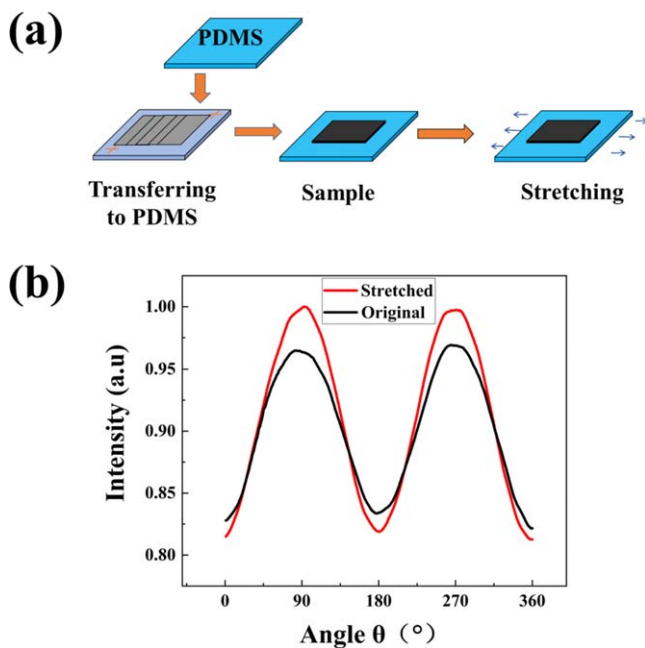 (a)
PDMS
Transferring
to PDMS
Sample
Stretching
(b)
Stretched
Original
1.00
0.95
0.90
0.85
0.80
Intensity (a.u)
0
90
180
270
360
Angle θ（°）